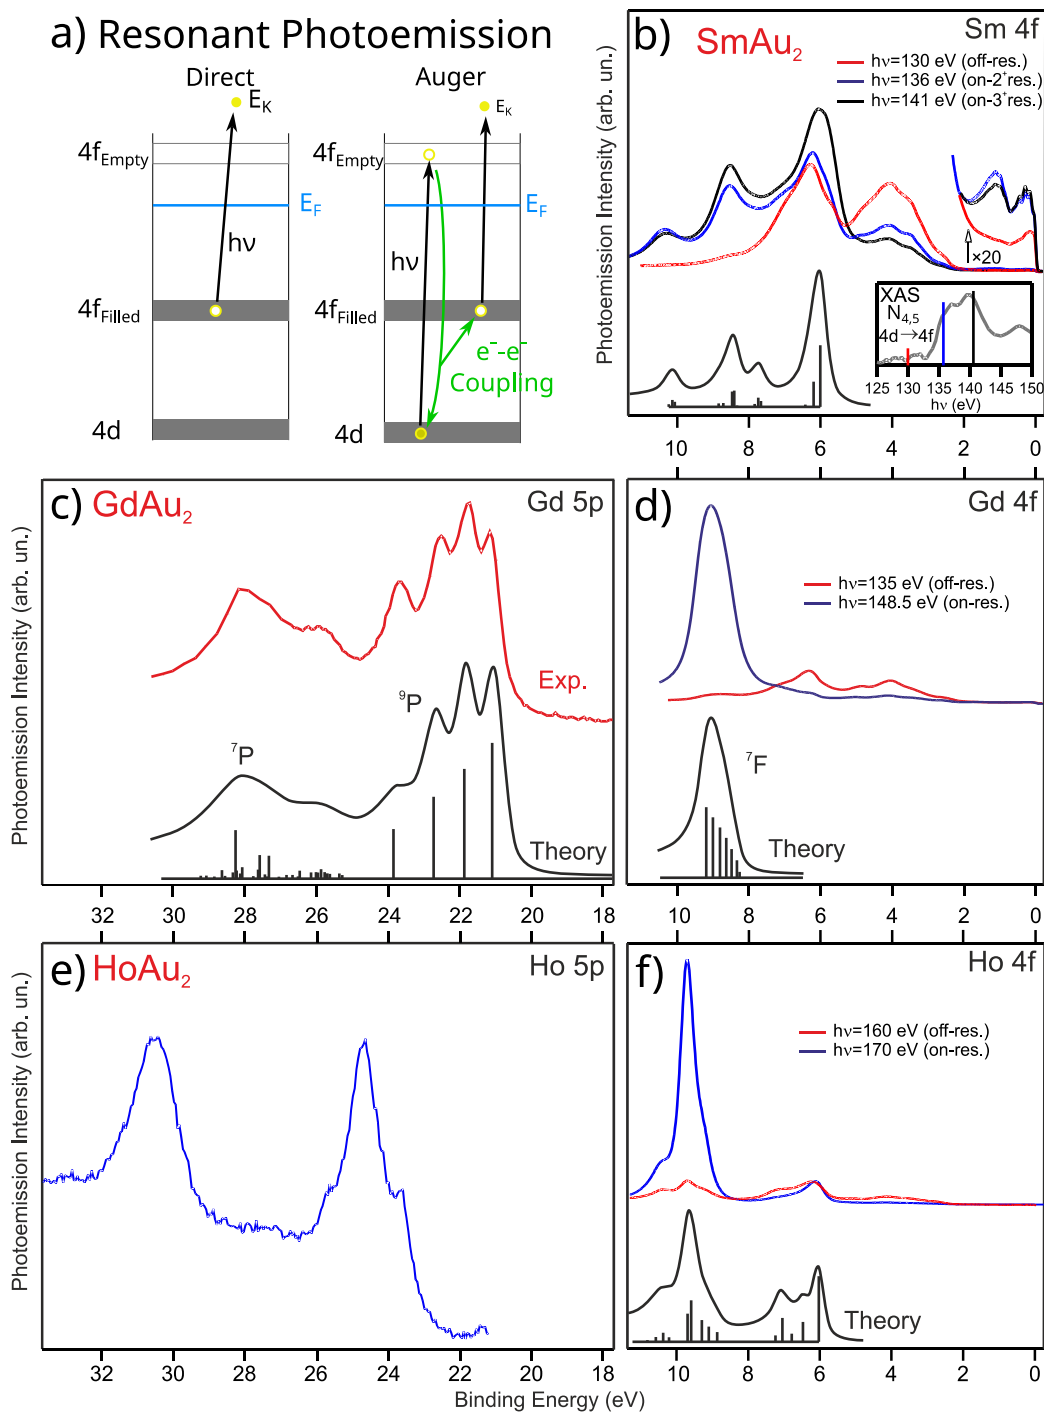 a) Resonant Photoemission
Direct
Auger
E_K
E_K
4f_Empty
4f_Empty
E_F
E_F
hν
hν
4f_Filled
4f_Filled
e⁻-e⁻
Coupling
4d
4d
b) SmAu₂ Sm 4f
hν=130 eV (off-res.)
hν=136 eV (on-2⁺res.)
hν=141 eV (on-3⁺res.)
Photoemission Intensity (arb. un.)
×20
XAS
N₄,₅
4d→4f
125 130 135 140 145 150
hν (eV)
10 8 6 4 2 0
c) GdAu₂ Gd 5p
Photoemission Intensity (arb. un.)
Exp.
⁹P
⁷P
Theory
32 30 28 26 24 22 20 18
d) Gd 4f
hν=135 eV (off-res.)
hν=148.5 eV (on-res.)
⁷F
Theory
10 8 6 4 2 0
e) HoAu₂ Ho 5p
Photoemission Intensity (arb. un.)
32 30 28 26 24 22 20 18
f) Ho 4f
hν=160 eV (off-res.)
hν=170 eV (on-res.)
Theory
10 8 6 4 2 0
Binding Energy (eV)